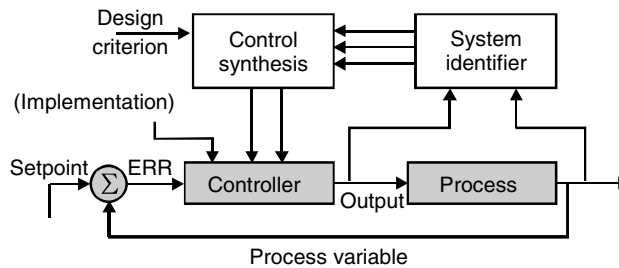 Design
criterion
Control
synthesis
System
identifier
(Implementation)
Setpoint
Σ
ERR
Controller
Output
Process
Process variable